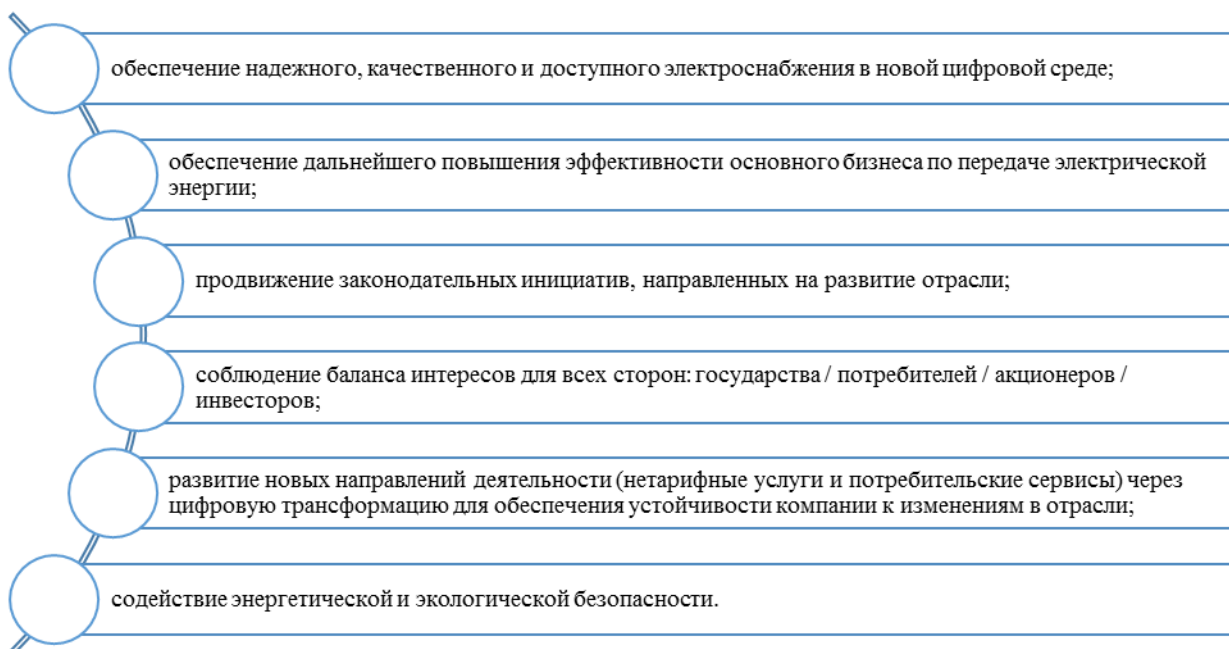 обеспечение надежного, качественного и доступного электроснабжения в новой цифровой среде;
обеспечение дальнейшего повышения эффективности основного бизнеса по передаче электрической
энергии;
продвижение законодательных инициатив, направленных на развитие отрасли;
соблюдение баланса интересов для всех сторон: государства / потребителей / акционеров /
инвесторов;
развитие новых направлений деятельности (нетарифные услуги и потребительские сервисы) через
цифровую трансформацию для обеспечения устойчивости компании к изменениям в отрасли;
содействие энергетической и экологической безопасности.